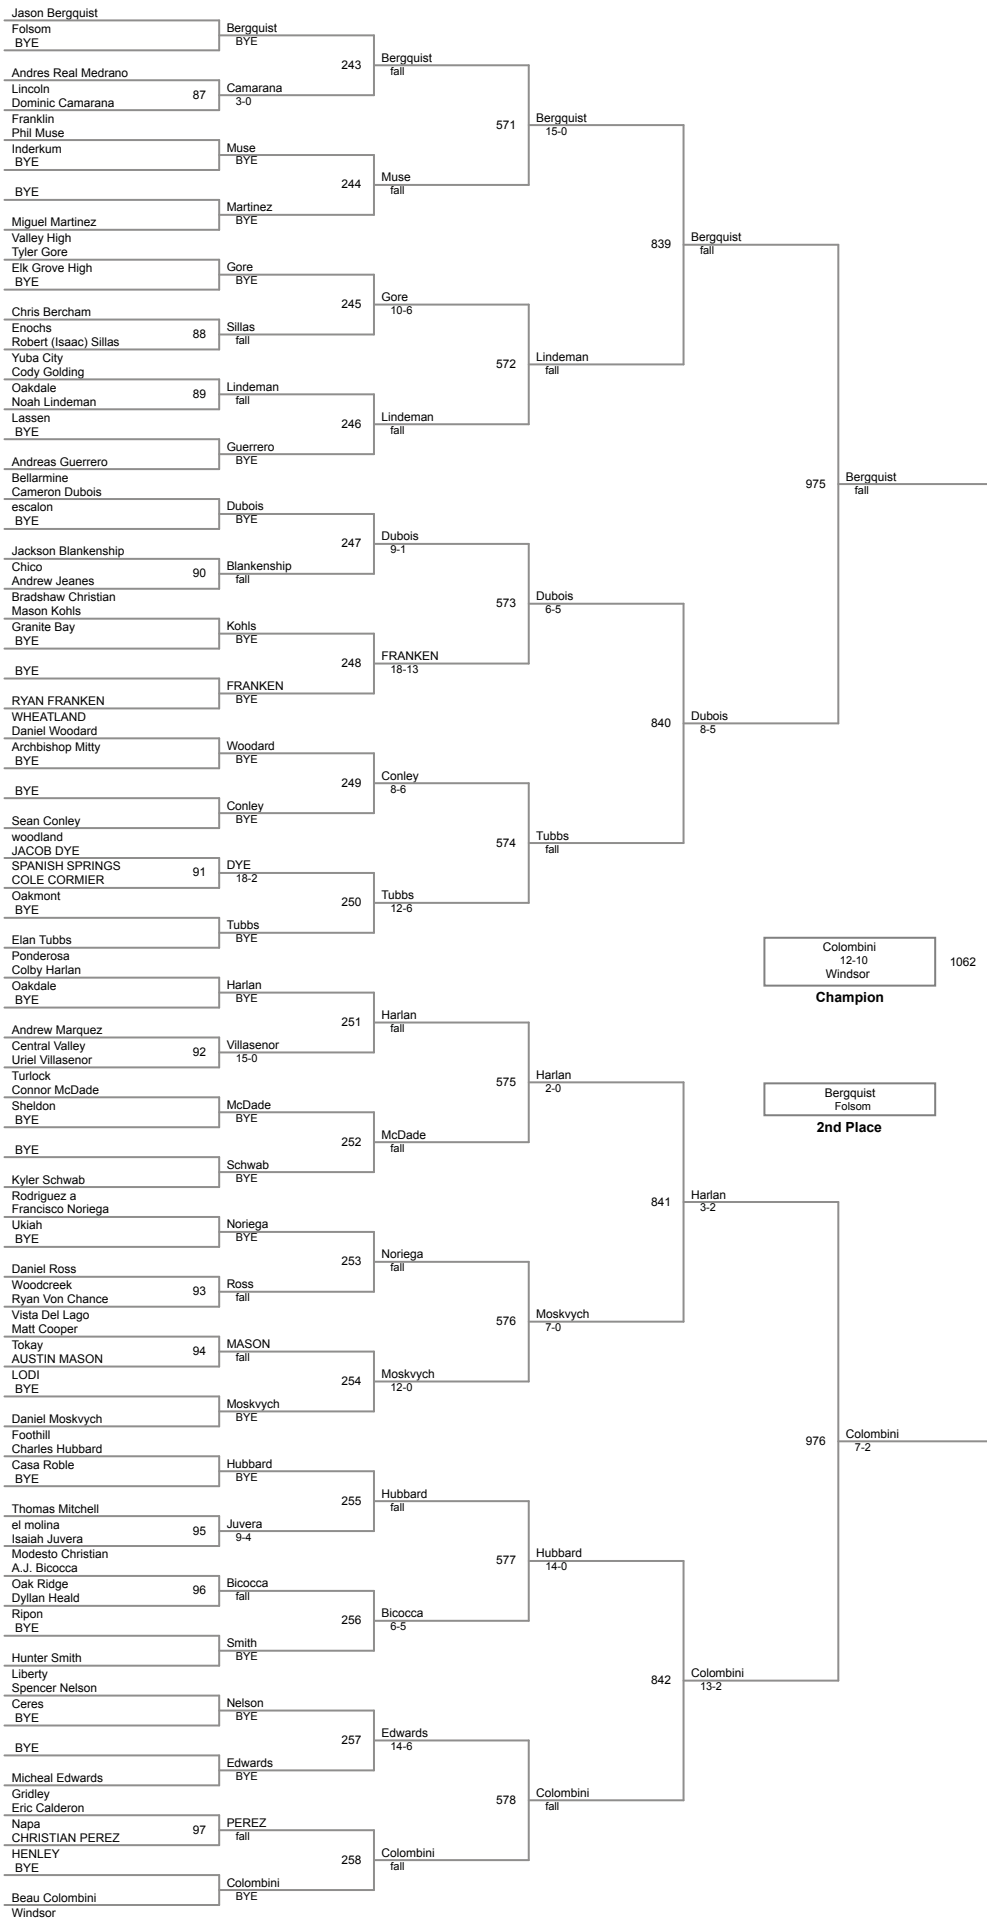 Jason Bergquist
Folsom
Bergquist
BYE
BYE
243
Bergquist
fall
Andres Real Medrano
Lincoln
87
Camarana
3-0
Dominic Camarana
Franklin
571
Bergquist
15-0
Phil Muse
Inderkum
Muse
BYE
BYE
244
Muse
fall
BYE
Martinez
BYE
Miguel Martinez
Valley High
839
Bergquist
fall
Tyler Gore
Elk Grove High
Gore
BYE
BYE
245
Gore
10-6
Chris Bercham
Enochs
88
Sillas
fall
Robert (Isaac) Sillas
Yuba City
572
Lindeman
fall
Cody Golding
Oakdale
89
Lindeman
fall
Noah Lindeman
Lassen
246
Lindeman
fall
BYE
Guerrero
BYE
Andreas Guerrero
Bellarmine
975
Bergquist
fall
Cameron Dubois
escalon
Dubois
BYE
BYE
247
Dubois
9-1
Jackson Blankenship
Chico
90
Blankenship
fall
Andrew Jeanes
Bradshaw Christian
573
Dubois
6-5
Mason Kohls
Granite Bay
Kohls
BYE
BYE
248
FRANKEN
18-13
BYE
FRANKEN
BYE
RYAN FRANKEN
WHEATLAND
840
Dubois
8-5
Daniel Woodard
Archbishop Mitty
Woodard
BYE
BYE
249
Conley
8-6
BYE
Conley
BYE
Sean Conley
woodland
574
Tubbs
fall
JACOB DYE
SPANISH SPRINGS
91
DYE
18-2
COLE CORMIER
Oakmont
250
Tubbs
12-6
BYE
Tubbs
BYE
Elan Tubbs
Ponderosa
Colombini
12-10
Windsor
1062
Champion
Colby Harlan
Oakdale
Harlan
BYE
BYE
251
Harlan
fall
Andrew Marquez
Central Valley
92
Villasenor
15-0
Uriel Villasenor
Turlock
575
Harlan
2-0
Connor McDade
Sheldon
McDade
BYE
BYE
Bergquist
Folsom
2nd Place
252
McDade
fall
BYE
Schwab
BYE
Kyler Schwab
Rodriguez a
841
Harlan
3-2
Francisco Noriega
Ukiah
Noriega
BYE
BYE
253
Noriega
fall
Daniel Ross
Woodcreek
93
Ross
fall
Ryan Von Chance
Vista Del Lago
576
Moskvych
7-0
Matt Cooper
Tokay
94
MASON
fall
AUSTIN MASON
LODI
254
Moskvych
12-0
BYE
Moskvych
BYE
Daniel Moskvych
Foothill
976
Colombini
7-2
Charles Hubbard
Casa Roble
Hubbard
BYE
BYE
255
Hubbard
fall
Thomas Mitchell
el molina
95
Juvera
9-4
Isaiah Juvera
Modesto Christian
577
Hubbard
14-0
A.J. Bicocca
Oak Ridge
96
Bicocca
fall
Dyllan Heald
Ripon
256
Bicocca
6-5
BYE
Smith
BYE
Hunter Smith
Liberty
842
Colombini
13-2
Spencer Nelson
Ceres
Nelson
BYE
BYE
257
Edwards
14-6
BYE
Edwards
BYE
Micheal Edwards
Gridley
578
Colombini
fall
Eric Calderon
Napa
97
PEREZ
fall
CHRISTIAN PEREZ
HENLEY
258
Colombini
fall
BYE
Colombini
BYE
Beau Colombini
Windsor